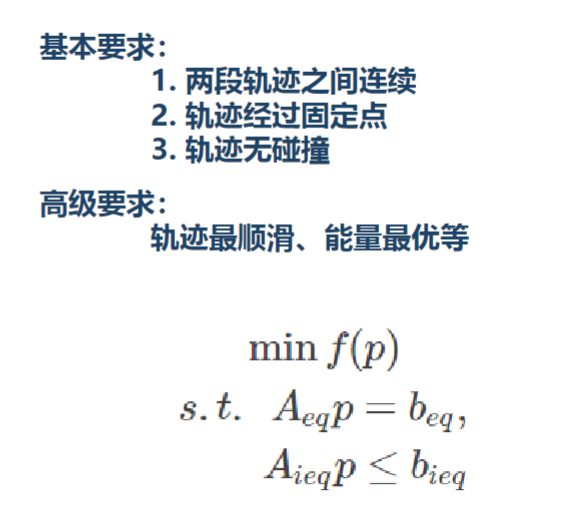 基本要求：
1. 两段轨迹之间连续
2. 轨迹经过固定点
3. 轨迹无碰撞
高级要求：
轨迹最顺滑、能量最优等
min f(p)
s.t. A_{eq}p = b_{eq},
A_{ieq}p ≤ b_{ieq}